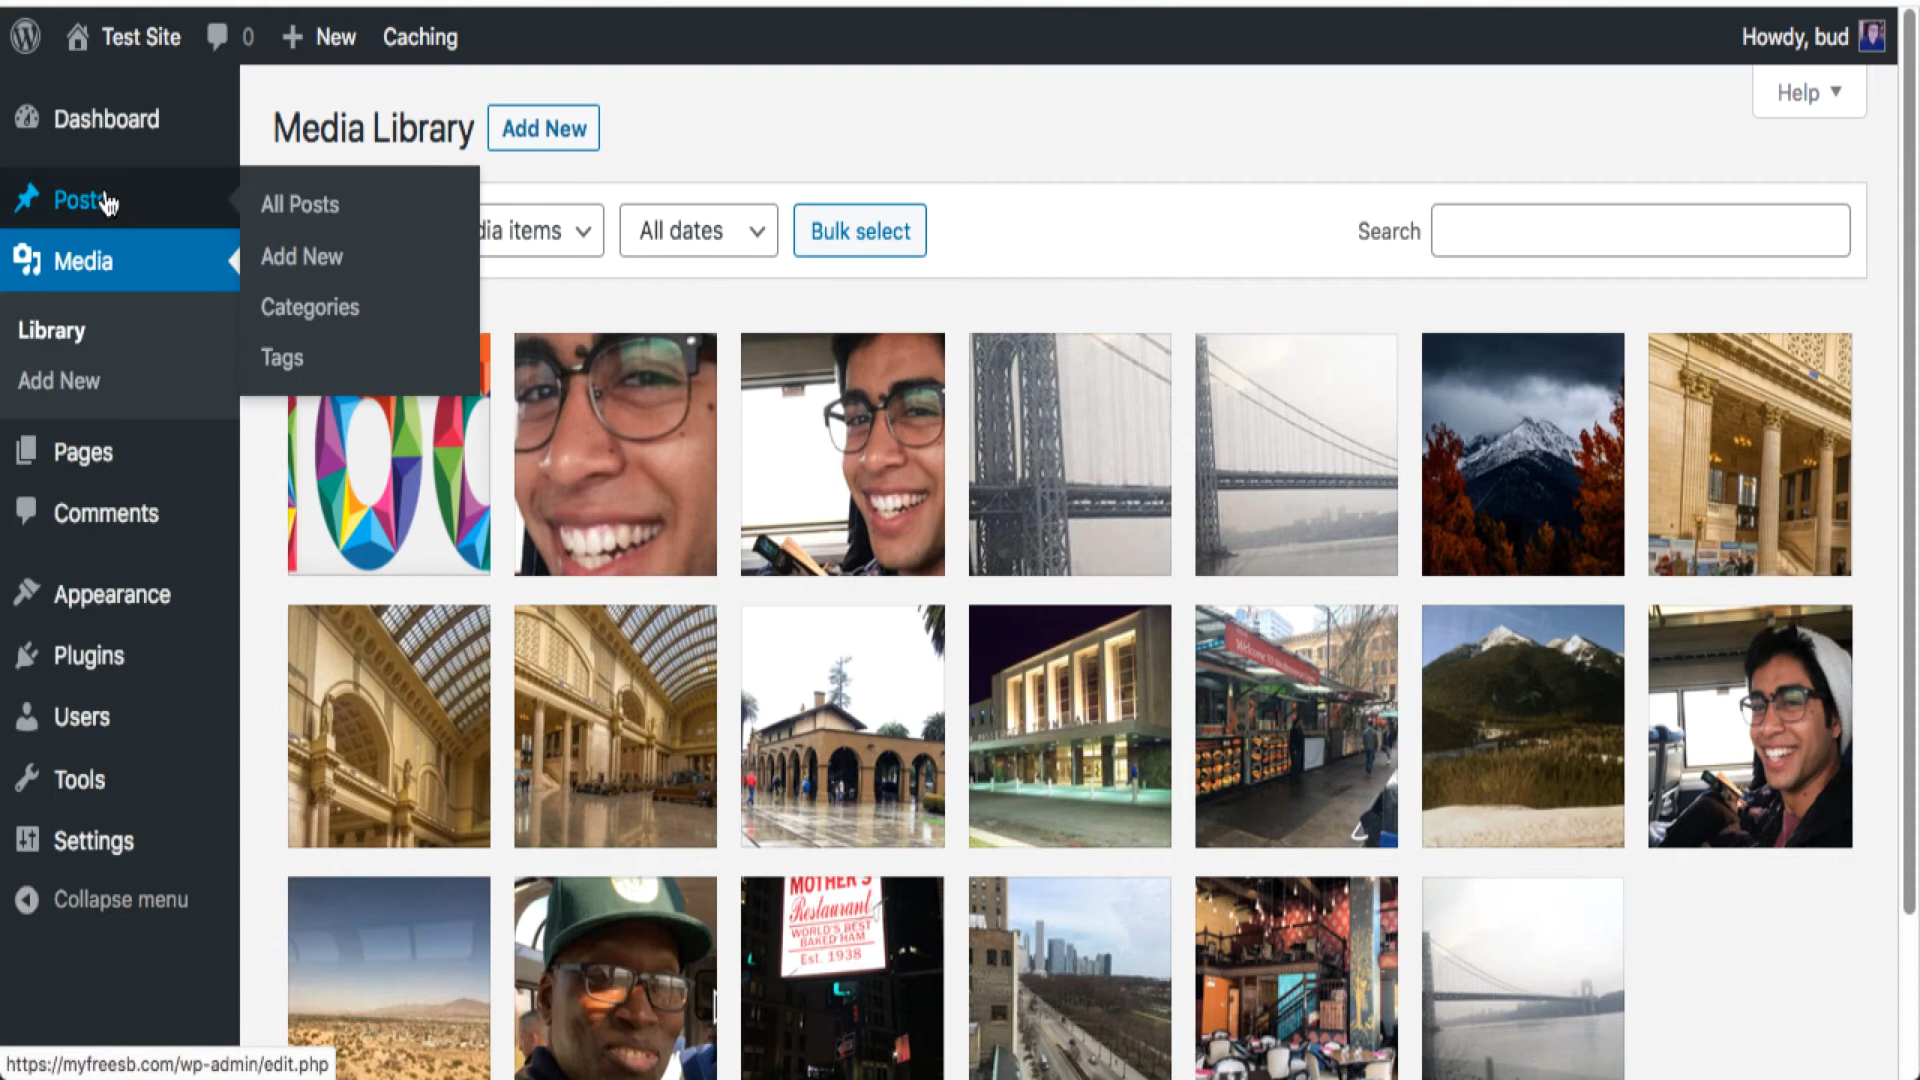 Test Site
0
New
Caching
Howdy, bud
Dashboard
Posts
Media
Library
Add New
Pages
Comments
Appearance
Plugins
Users
Tools
Settings
Collapse menu
All Posts
Add New
Categories
Tags
Media Library
Add New
Help
dia items
All dates
Bulk select
Search
Welcome to
MOTHER'S
Restaurant
WORLD'S BEST
BAKED HAM
Est. 1938
https://myfreesb.com/wp-admin/edit.php